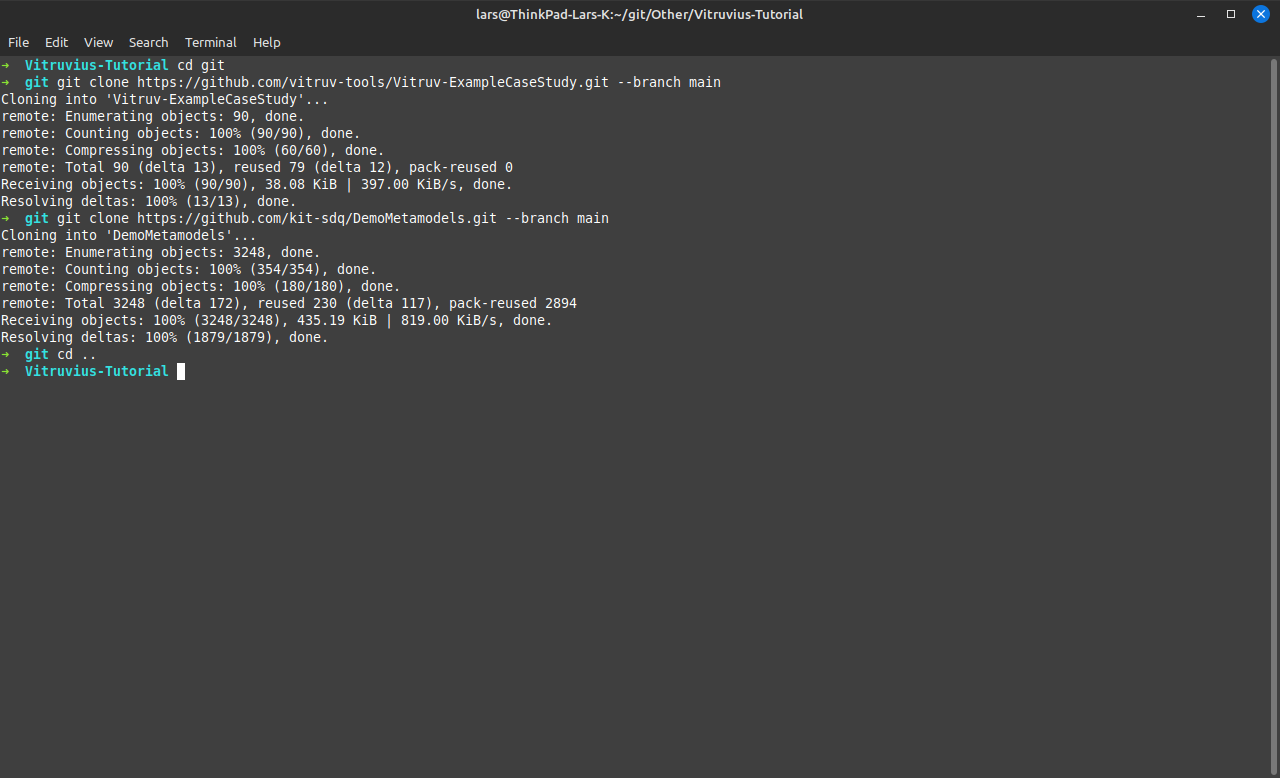 lars@ThinkPad-Lars-K:~/git/Other/Vitruvius-Tutorial
File Edit View Search Terminal Help
➜  Vitruvius-Tutorial cd git
➜  git git clone https://github.com/vitruv-tools/Vitruv-ExampleCaseStudy.git --branch main
Cloning into 'Vitruv-ExampleCaseStudy'...
remote: Enumerating objects: 90, done.
remote: Counting objects: 100% (90/90), done.
remote: Compressing objects: 100% (60/60), done.
remote: Total 90 (delta 13), reused 79 (delta 12), pack-reused 0
Receiving objects: 100% (90/90), 38.08 KiB | 397.00 KiB/s, done.
Resolving deltas: 100% (13/13), done.
➜  git git clone https://github.com/kit-sdq/DemoMetamodels.git --branch main
Cloning into 'DemoMetamodels'...
remote: Enumerating objects: 3248, done.
remote: Counting objects: 100% (354/354), done.
remote: Compressing objects: 100% (180/180), done.
remote: Total 3248 (delta 172), reused 230 (delta 117), pack-reused 2894
Receiving objects: 100% (3248/3248), 435.19 KiB | 819.00 KiB/s, done.
Resolving deltas: 100% (1879/1879), done.
➜  git cd ..
➜  Vitruvius-Tutorial